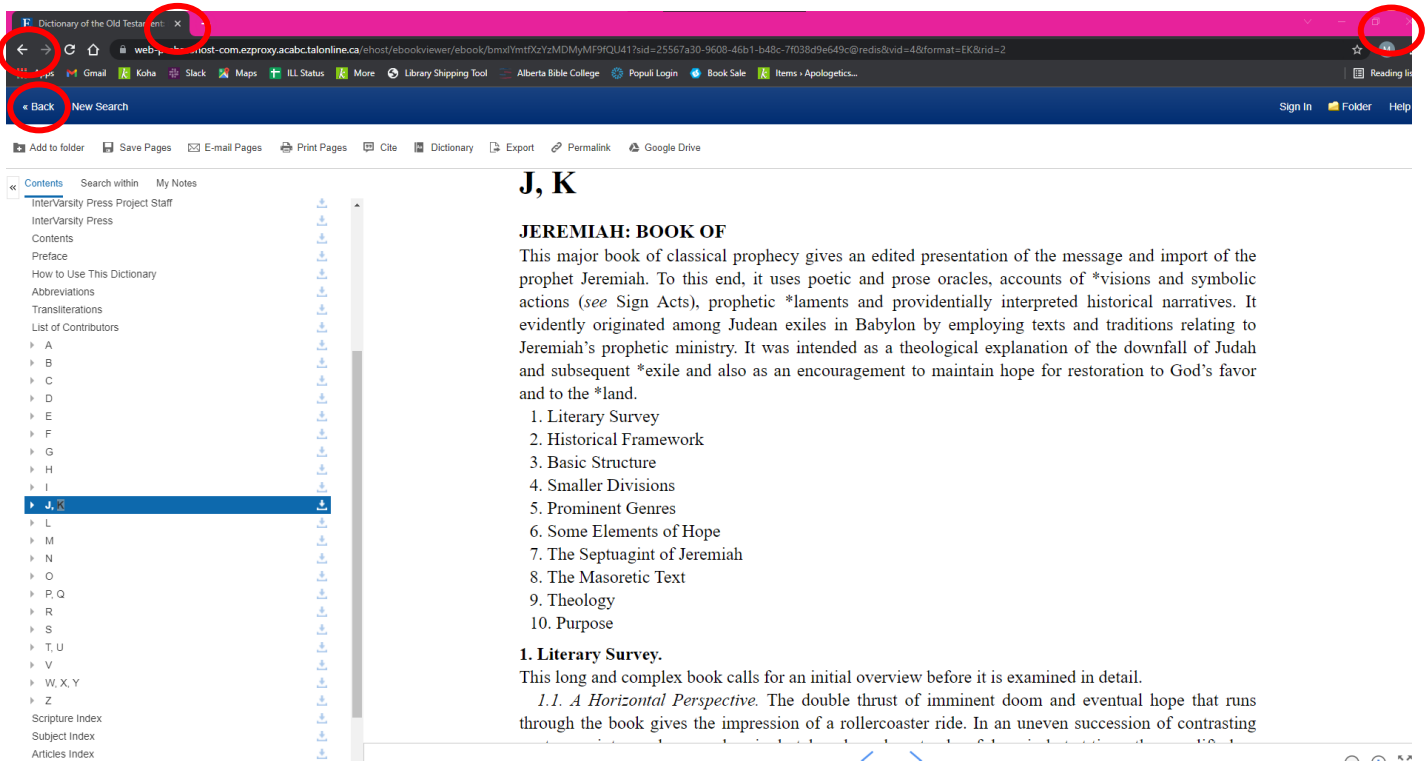 Dictionary of the Old Testament:
ehost-com.ezproxy.acabc.talonline.ca/ehost/ebookviewer/ebook/bmxlYmtfXzYzMDMyMF9fQU41?sid=25567a30-9608-46b1-b48c-7f038d9e649c@redis&vid=4&format=EK&rid=2
Apps Gmail Koha Slack Maps ILL Status More Library Shipping Tool Alberta Bible College Populi Login Book Sale Items › Apologetics... Reading lis
« Back New Search Sign In Folder Help
Add to folder Save Pages E-mail Pages Print Pages Cite Dictionary Export Permalink Google Drive
« Contents Search within My Notes
InterVarsity Press Project Staff
InterVarsity Press
Contents
Preface
How to Use This Dictionary
Abbreviations
Transliterations
List of Contributors
A
B
C
D
E
F
G
H
I
J, K
L
M
N
O
P, Q
R
S
T, U
V
W, X, Y
Z
Scripture Index
Subject Index
Articles Index
J, K
JEREMIAH: BOOK OF
This major book of classical prophecy gives an edited presentation of the message and import of the
prophet Jeremiah. To this end, it uses poetic and prose oracles, accounts of *visions and symbolic
actions (see Sign Acts), prophetic *laments and providentially interpreted historical narratives. It
evidently originated among Judean exiles in Babylon by employing texts and traditions relating to
Jeremiah's prophetic ministry. It was intended as a theological explanation of the downfall of Judah
and subsequent *exile and also as an encouragement to maintain hope for restoration to God's favor
and to the *land.
1. Literary Survey
2. Historical Framework
3. Basic Structure
4. Smaller Divisions
5. Prominent Genres
6. Some Elements of Hope
7. The Septuagint of Jeremiah
8. The Masoretic Text
9. Theology
10. Purpose
1. Literary Survey.
This long and complex book calls for an initial overview before it is examined in detail.
1.1. A Horizontal Perspective. The double thrust of imminent doom and eventual hope that runs
through the book gives the impression of a rollercoaster ride. In an uneven succession of contrasting